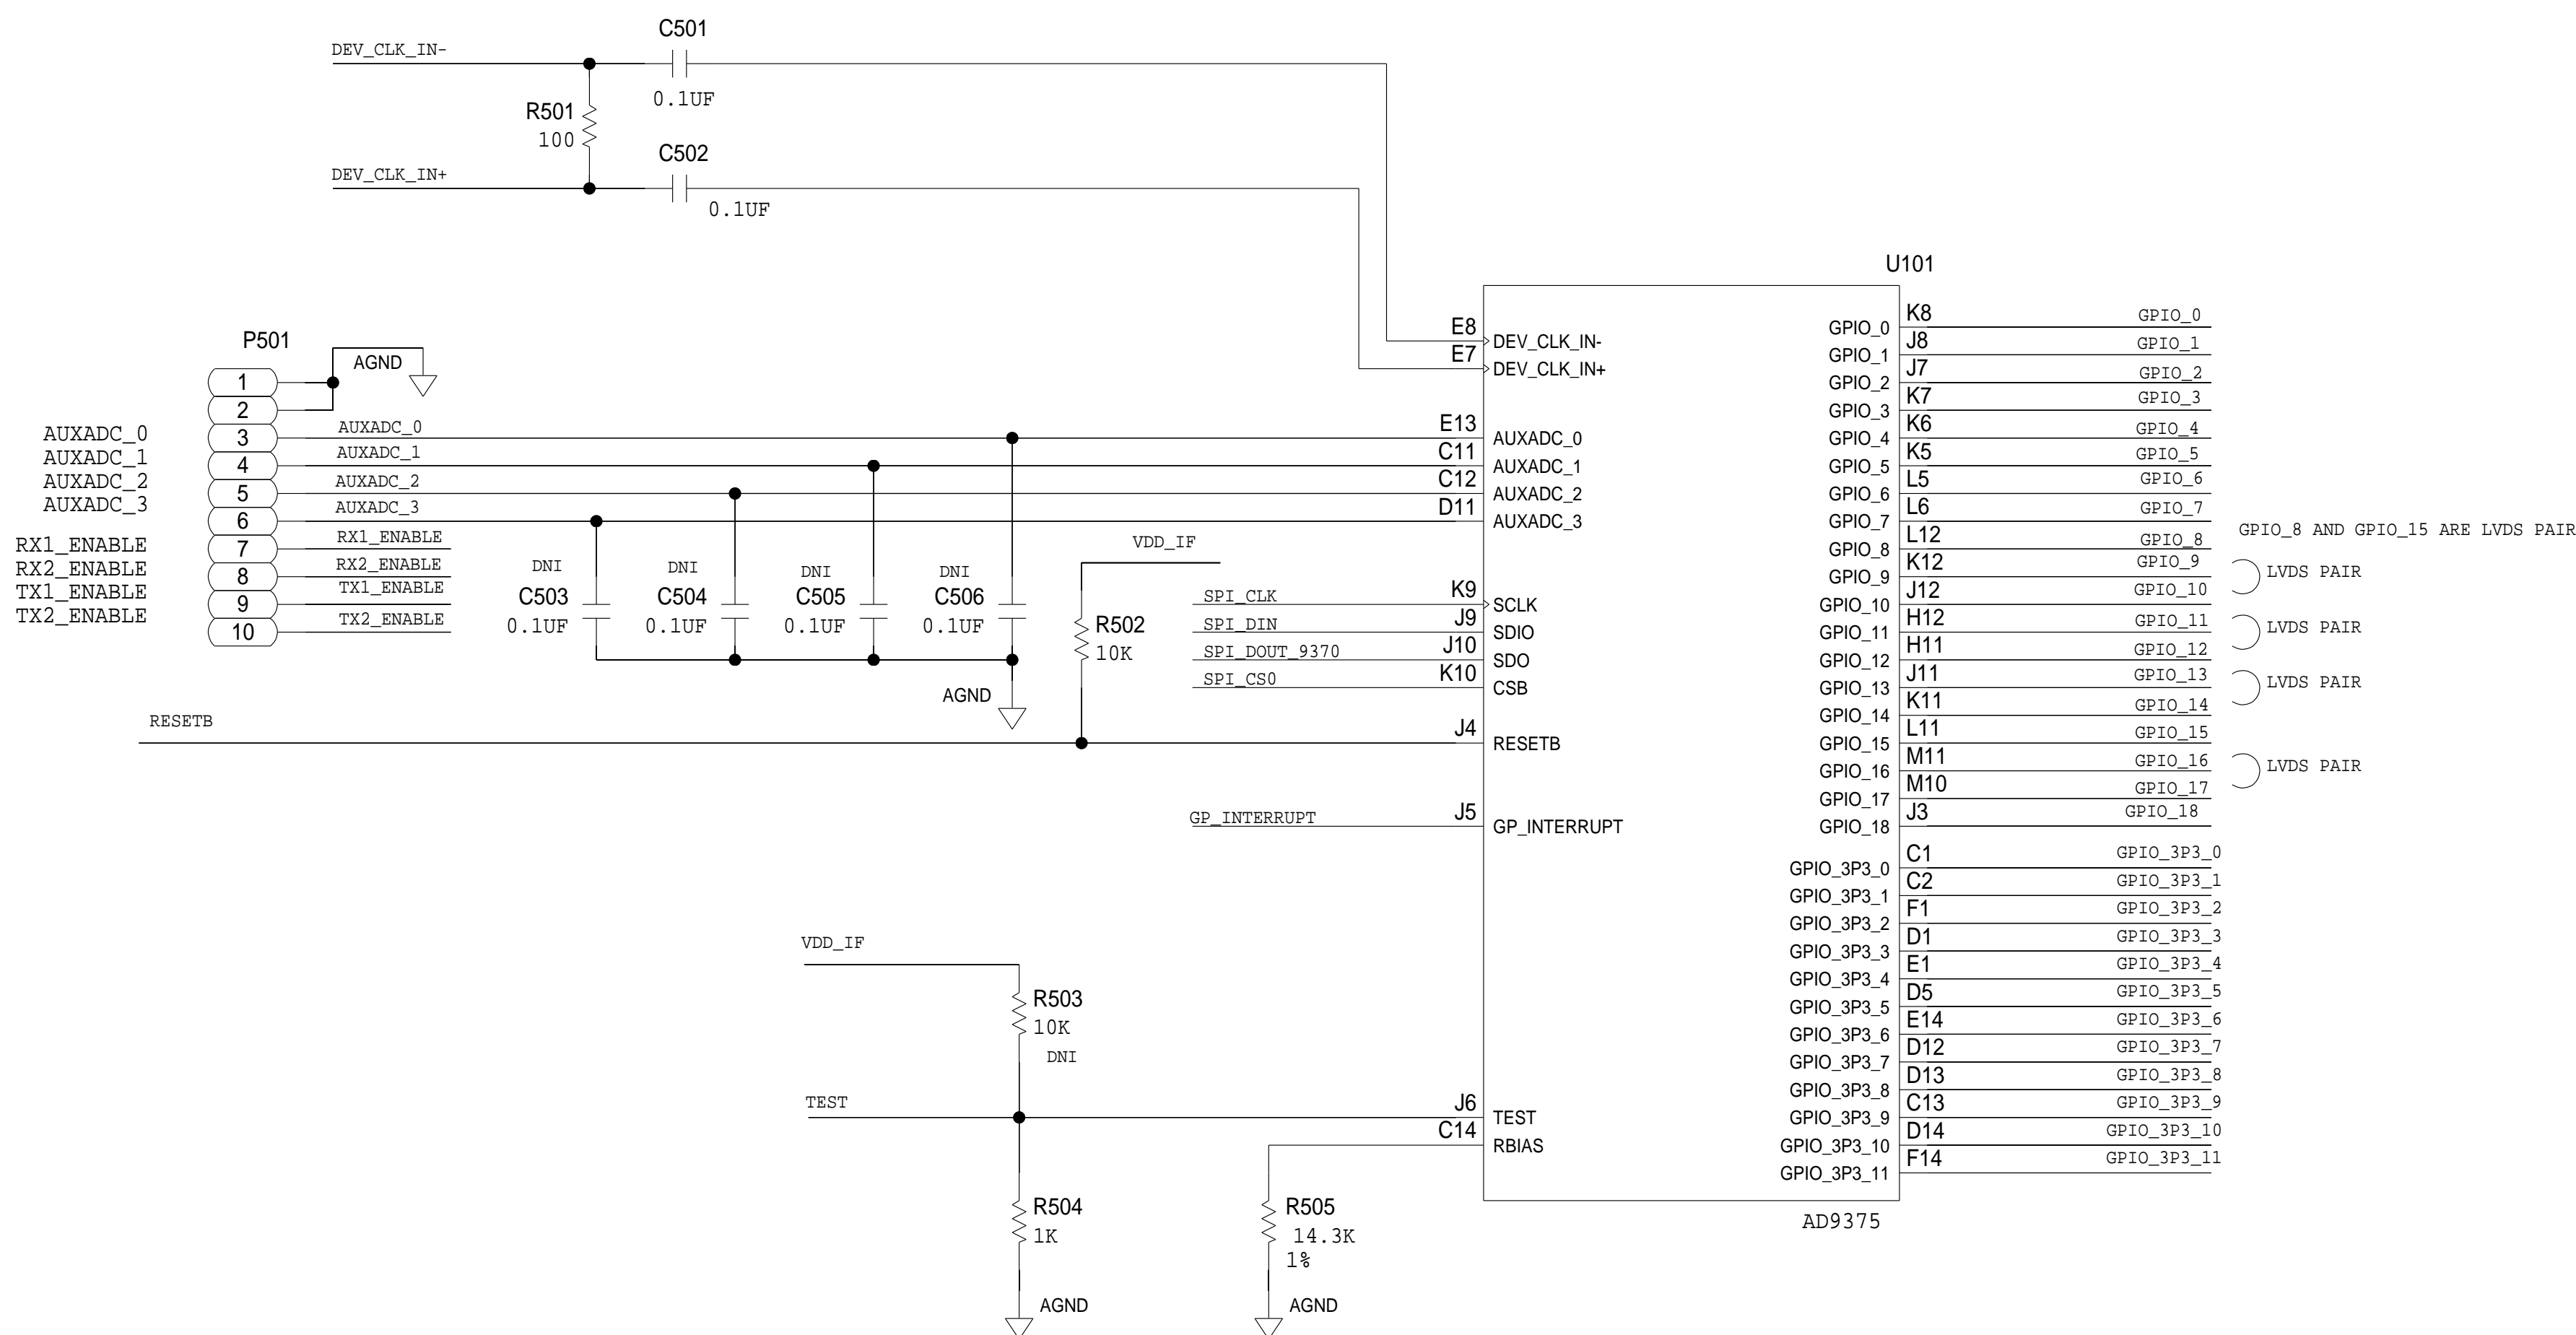 C501
DEV_CLK_IN-
0.1UF
R501
100
C502
DEV_CLK_IN+
0.1UF
U101
P501
AGND
1
2
3
4
5
6
7
8
9
10
AUXADC_0
AUXADC_1
AUXADC_2
AUXADC_3
RX1_ENABLE
RX2_ENABLE
TX1_ENABLE
TX2_ENABLE
AUXADC_0
AUXADC_1
AUXADC_2
AUXADC_3
RX1_ENABLE
RX2_ENABLE
TX1_ENABLE
TX2_ENABLE
DNI
C503
0.1UF
DNI
C504
0.1UF
DNI
C505
0.1UF
DNI
C506
0.1UF
AGND
VDD_IF
R502
10K
RESETB
SPI_CLK
SPI_DIN
SPI_DOUT_9370
SPI_CS0
GP_INTERRUPT
VDD_IF
R503
10K
DNI
TEST
R504
1K
AGND
R505
14.3K
1%
AGND
E8 DEV_CLK_IN-
E7 DEV_CLK_IN+
E13 AUXADC_0
C11 AUXADC_1
C12 AUXADC_2
D11 AUXADC_3
K9 SCLK
J9 SDIO
J10 SDO
K10 CSB
J4 RESETB
J5 GP_INTERRUPT
J6 TEST
C14 RBIAS
GPIO_0 K8 GPIO_0
GPIO_1 J8 GPIO_1
GPIO_2 J7 GPIO_2
GPIO_3 K7 GPIO_3
GPIO_4 K6 GPIO_4
GPIO_5 K5 GPIO_5
GPIO_6 L5 GPIO_6
GPIO_7 L6 GPIO_7
GPIO_8 L12 GPIO_8
GPIO_9 K12 GPIO_9
GPIO_10 J12 GPIO_10
GPIO_11 H12 GPIO_11
GPIO_12 H11 GPIO_12
GPIO_13 J11 GPIO_13
GPIO_14 K11 GPIO_14
GPIO_15 L11 GPIO_15
GPIO_16 M11 GPIO_16
GPIO_17 M10 GPIO_17
GPIO_18 J3 GPIO_18
GPIO_3P3_0 C1 GPIO_3P3_0
GPIO_3P3_1 C2 GPIO_3P3_1
GPIO_3P3_2 F1 GPIO_3P3_2
GPIO_3P3_3 D1 GPIO_3P3_3
GPIO_3P3_4 E1 GPIO_3P3_4
GPIO_3P3_5 D5 GPIO_3P3_5
GPIO_3P3_6 E14 GPIO_3P3_6
GPIO_3P3_7 D12 GPIO_3P3_7
GPIO_3P3_8 D13 GPIO_3P3_8
GPIO_3P3_9 C13 GPIO_3P3_9
GPIO_3P3_10 D14 GPIO_3P3_10
GPIO_3P3_11 F14 GPIO_3P3_11
GPIO_8 AND GPIO_15 ARE LVDS PAIR
LVDS PAIR
LVDS PAIR
LVDS PAIR
LVDS PAIR
AD9375